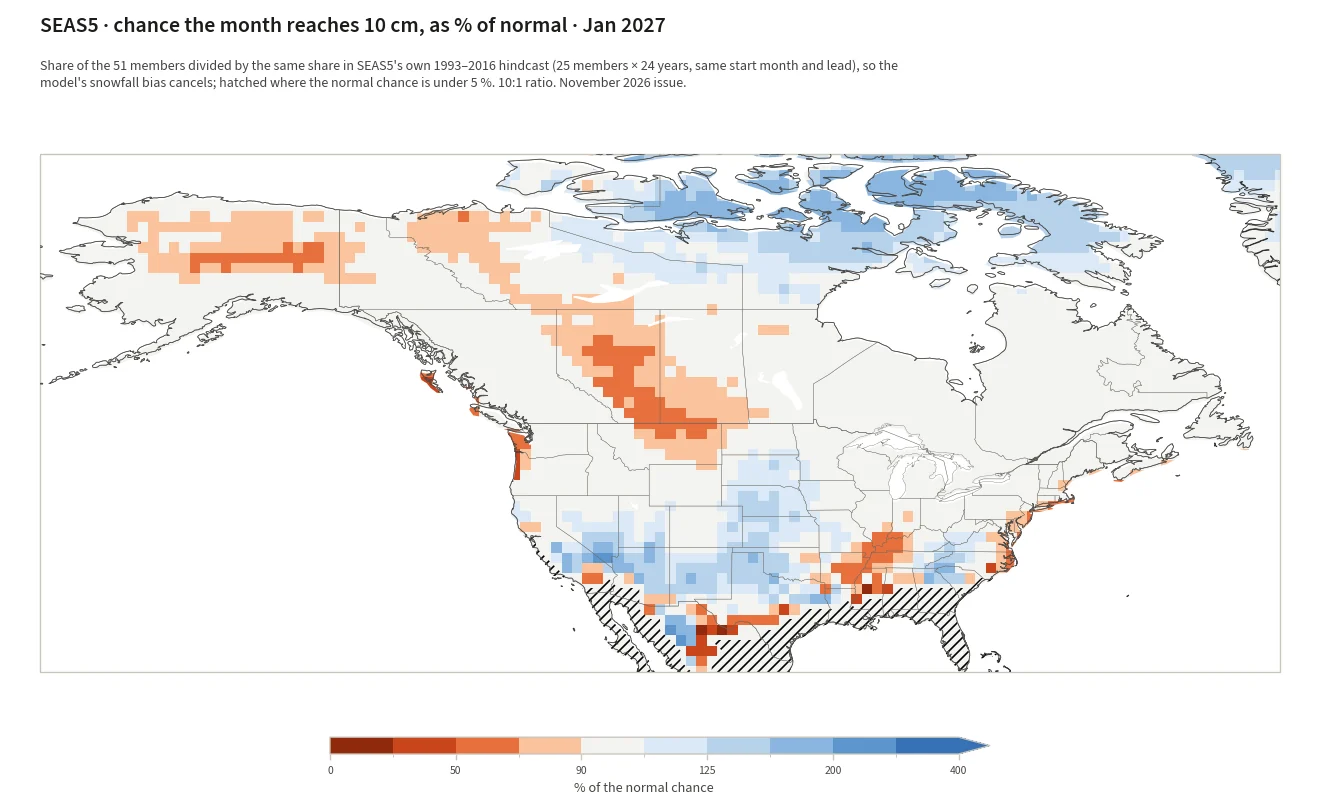 SEAS5 · chance the month reaches 10 cm, as % of normal · Jan 2027
Share of the 51 members divided by the same share in SEAS5's own 1993–2016 hindcast (25 members × 24 years, same start month and lead), so the
model's snowfall bias cancels; hatched where the normal chance is under 5 %. 10:1 ratio. November 2026 issue.
0 50 90 125 200 400
% of the normal chance